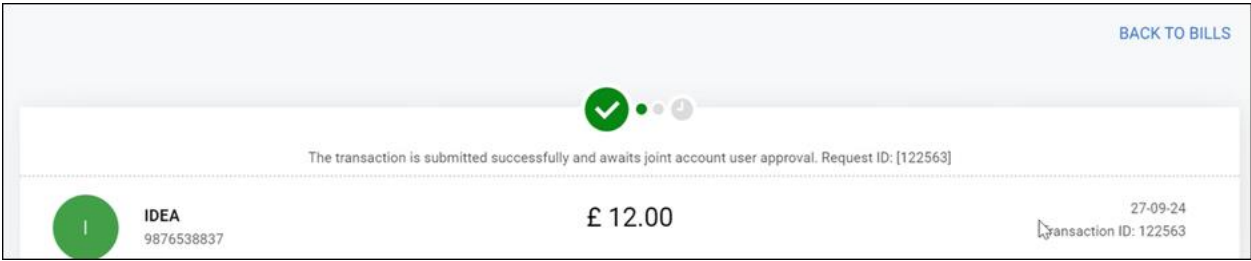 BACK TO BILLS
The transaction is submitted successfully and awaits joint account user approval. Request ID: [122563]
I
IDEA
9876538837
£ 12.00
27-09-24
ransaction ID: 122563